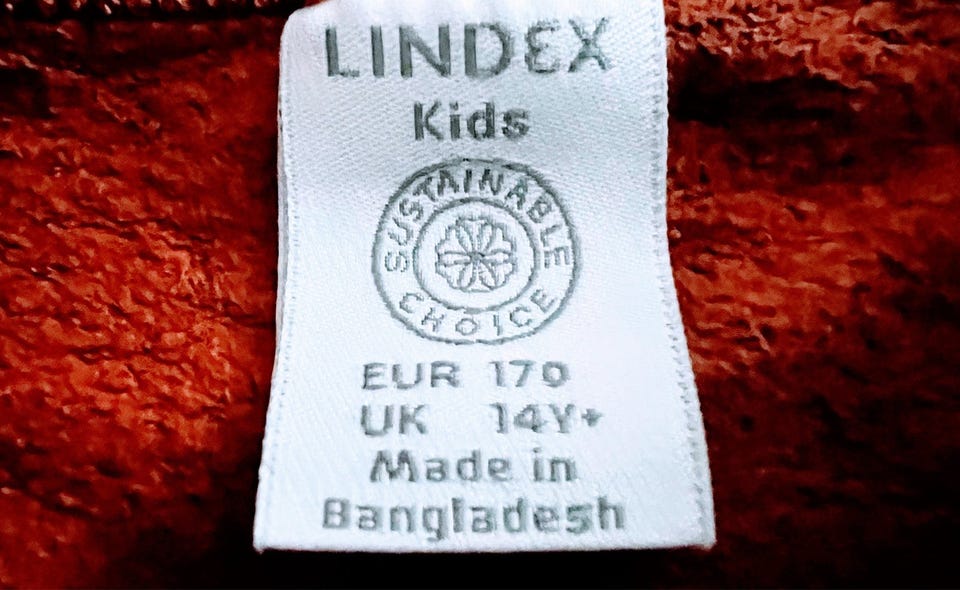 LINDEX
Kids
SUSTAINABLE
CHOICE
EUR 170
UK 14Y+
Made in
Bangladesh